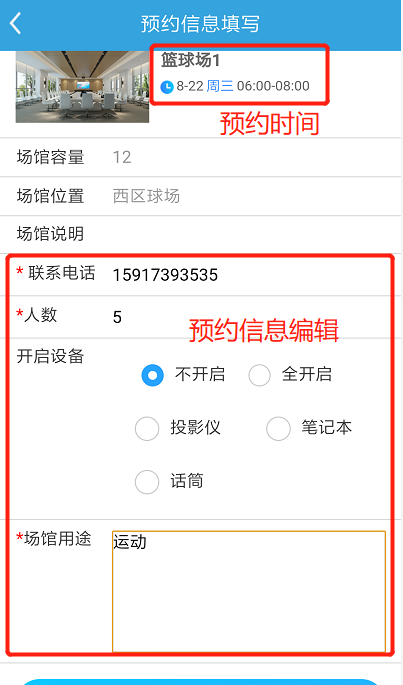 预约信息填写
篮球场1
8-22 周三 06:00-08:00
预约时间
场馆容量 12
场馆位置 西区球场
场馆说明
* 联系电话 15917393535
*人数 5
预约信息编辑
开启设备
不开启 全开启
投影仪 笔记本
话筒
*场馆用途 运动